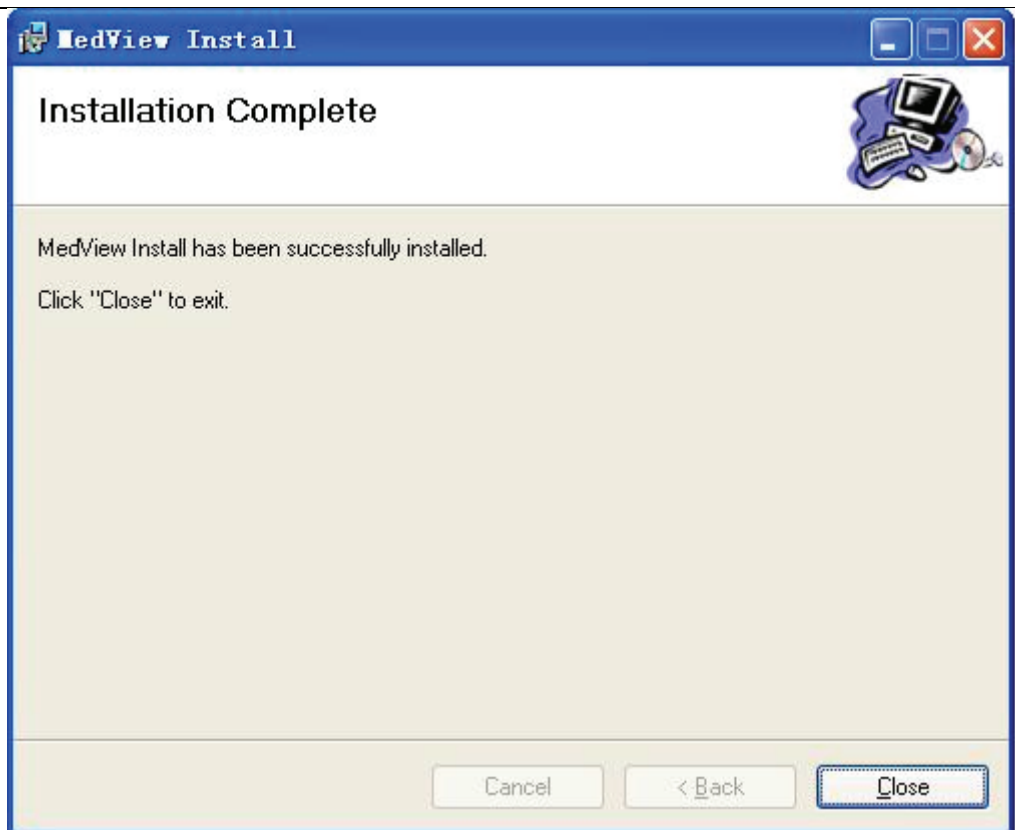 MedView Install
Installation Complete
MedView Install has been successfully installed.
Click "Close" to exit.
Cancel
< Back
Close